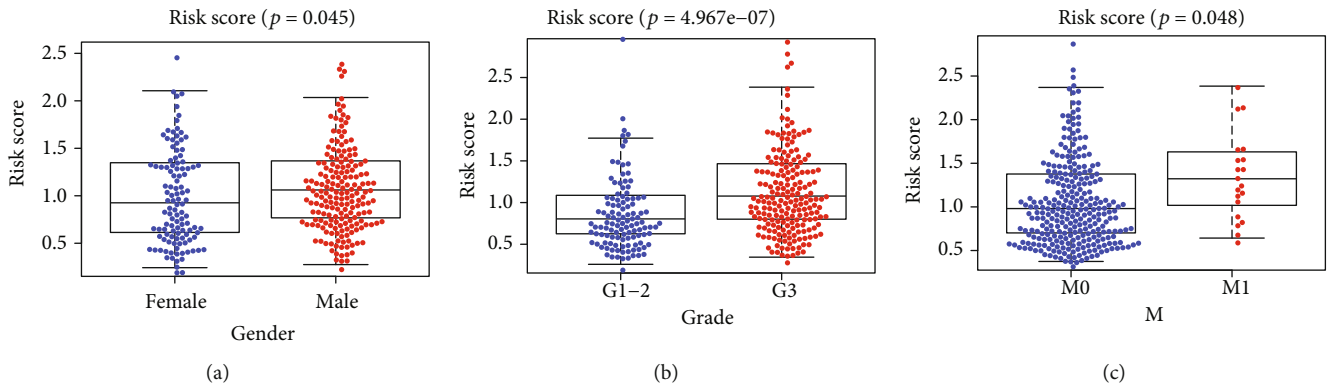 Risk score (p = 0.045)
2.5
2.0
1.5
1.0
0.5
Risk score
Female
Male
Gender
(a)
Risk score (p = 4.967e−07)
2.5
2.0
1.5
1.0
0.5
Risk score
G1−2
G3
Grade
(b)
Risk score (p = 0.048)
2.5
2.0
1.5
1.0
0.5
Risk score
M0
M1
M
(c)